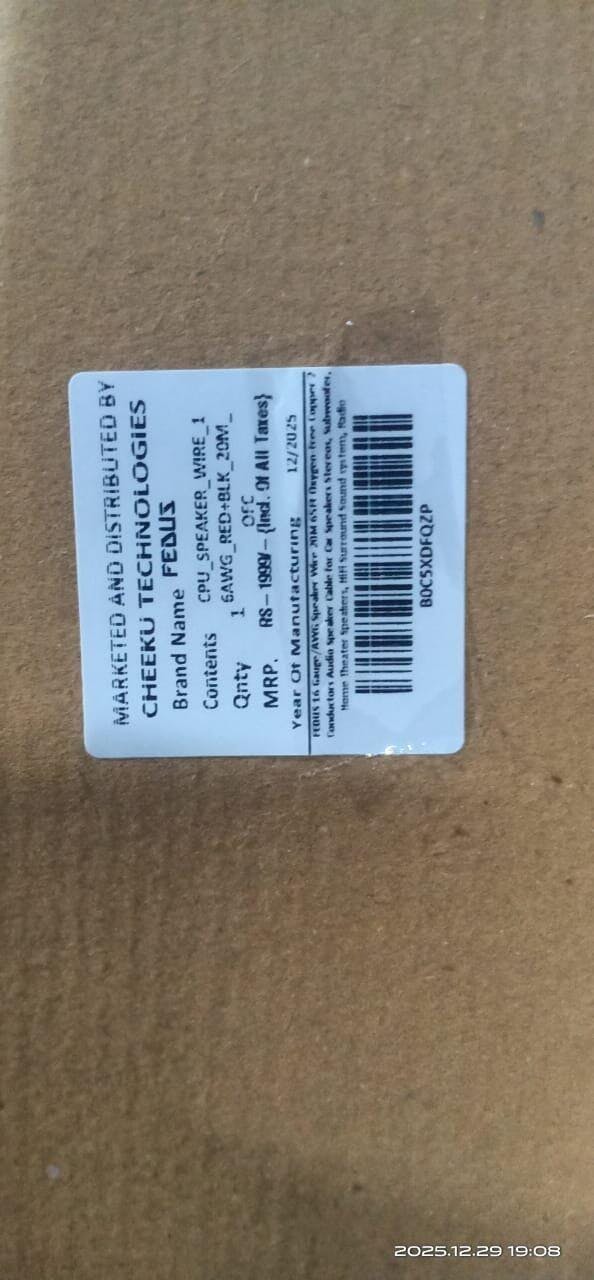 MARKETED AND DISTRIBUTED BY
CHEEKU TECHNOLOGIES
Brand Name FEDUS
Contents CPU_SPEAKER_WIRE_1
6AWG_RED+BLK_20M_
Qnty 1 OFC
MRP. RS - 1999/- {Incl. Of All Taxes}
Year Of Manufacturing 12/2025
FEDUS 16 Gauge/AWG Speaker Wire 20M 65Ft Oxygen Free Copper )
Conductors Audio Speaker Cable for Car Speakers Stereos, Subwoofer,
Home Theater Speakers, HiFi Surround Sound system, Radio
B0C5XDFQZP
2025.12.29 19:08